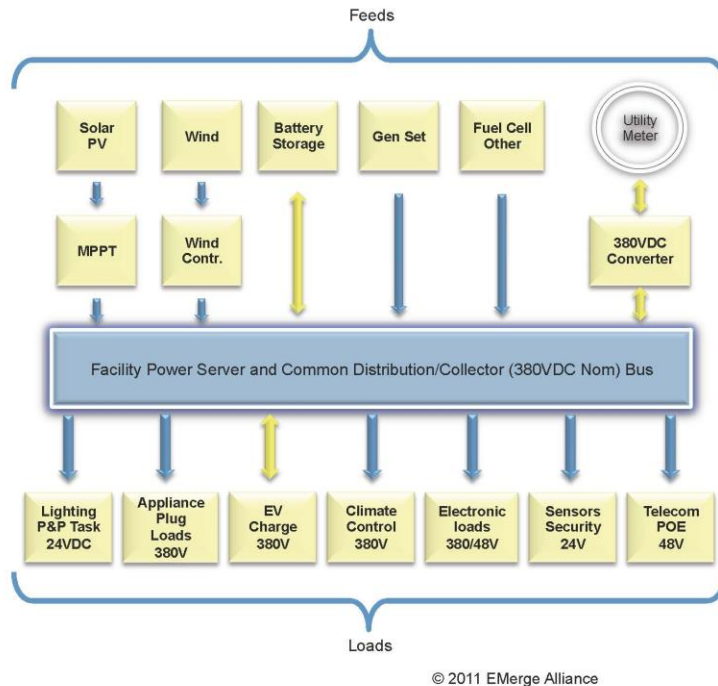 Feeds
Solar
PV
Wind
Battery
Storage
Gen Set
Fuel Cell
Other
Utility
Meter
MPPT
Wind
Contr.
380VDC
Converter
Facility Power Server and Common Distribution/Collector (380VDC Nom) Bus
Lighting
P&P Task
24VDC
Appliance
Plug
Loads
380V
EV
Charge
380V
Climate
Control
380V
Electronic
loads
380/48V
Sensors
Security
24V
Telecom
POE
48V
Loads
© 2011 EMerge Alliance